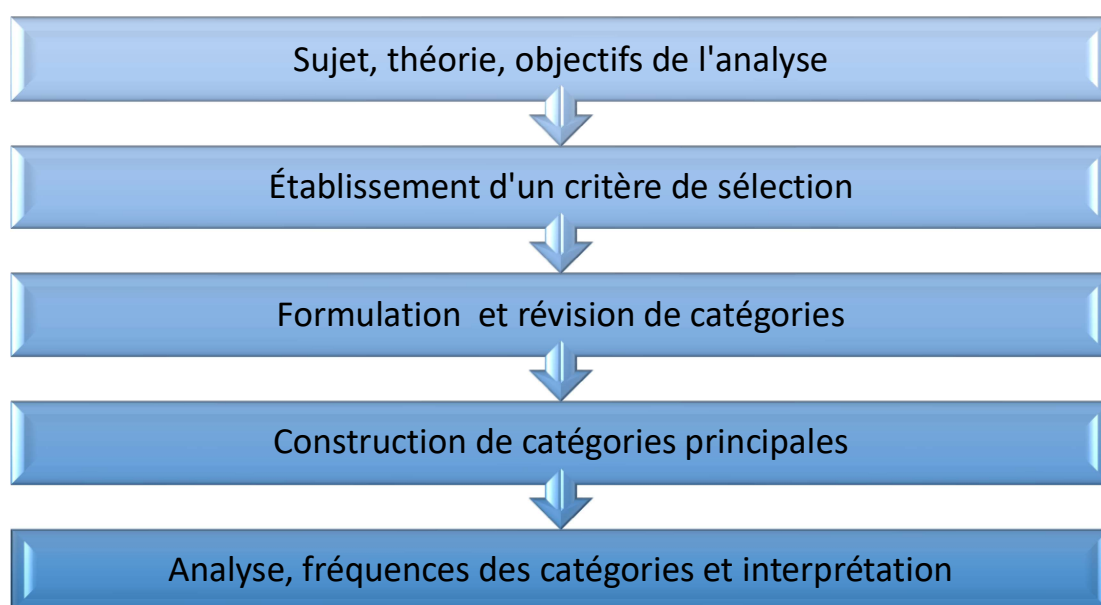 Sujet, théorie, objectifs de l'analyse
Établissement d'un critère de sélection
Formulation  et révision de catégories
Construction de catégories principales
Analyse, fréquences des catégories et interprétation